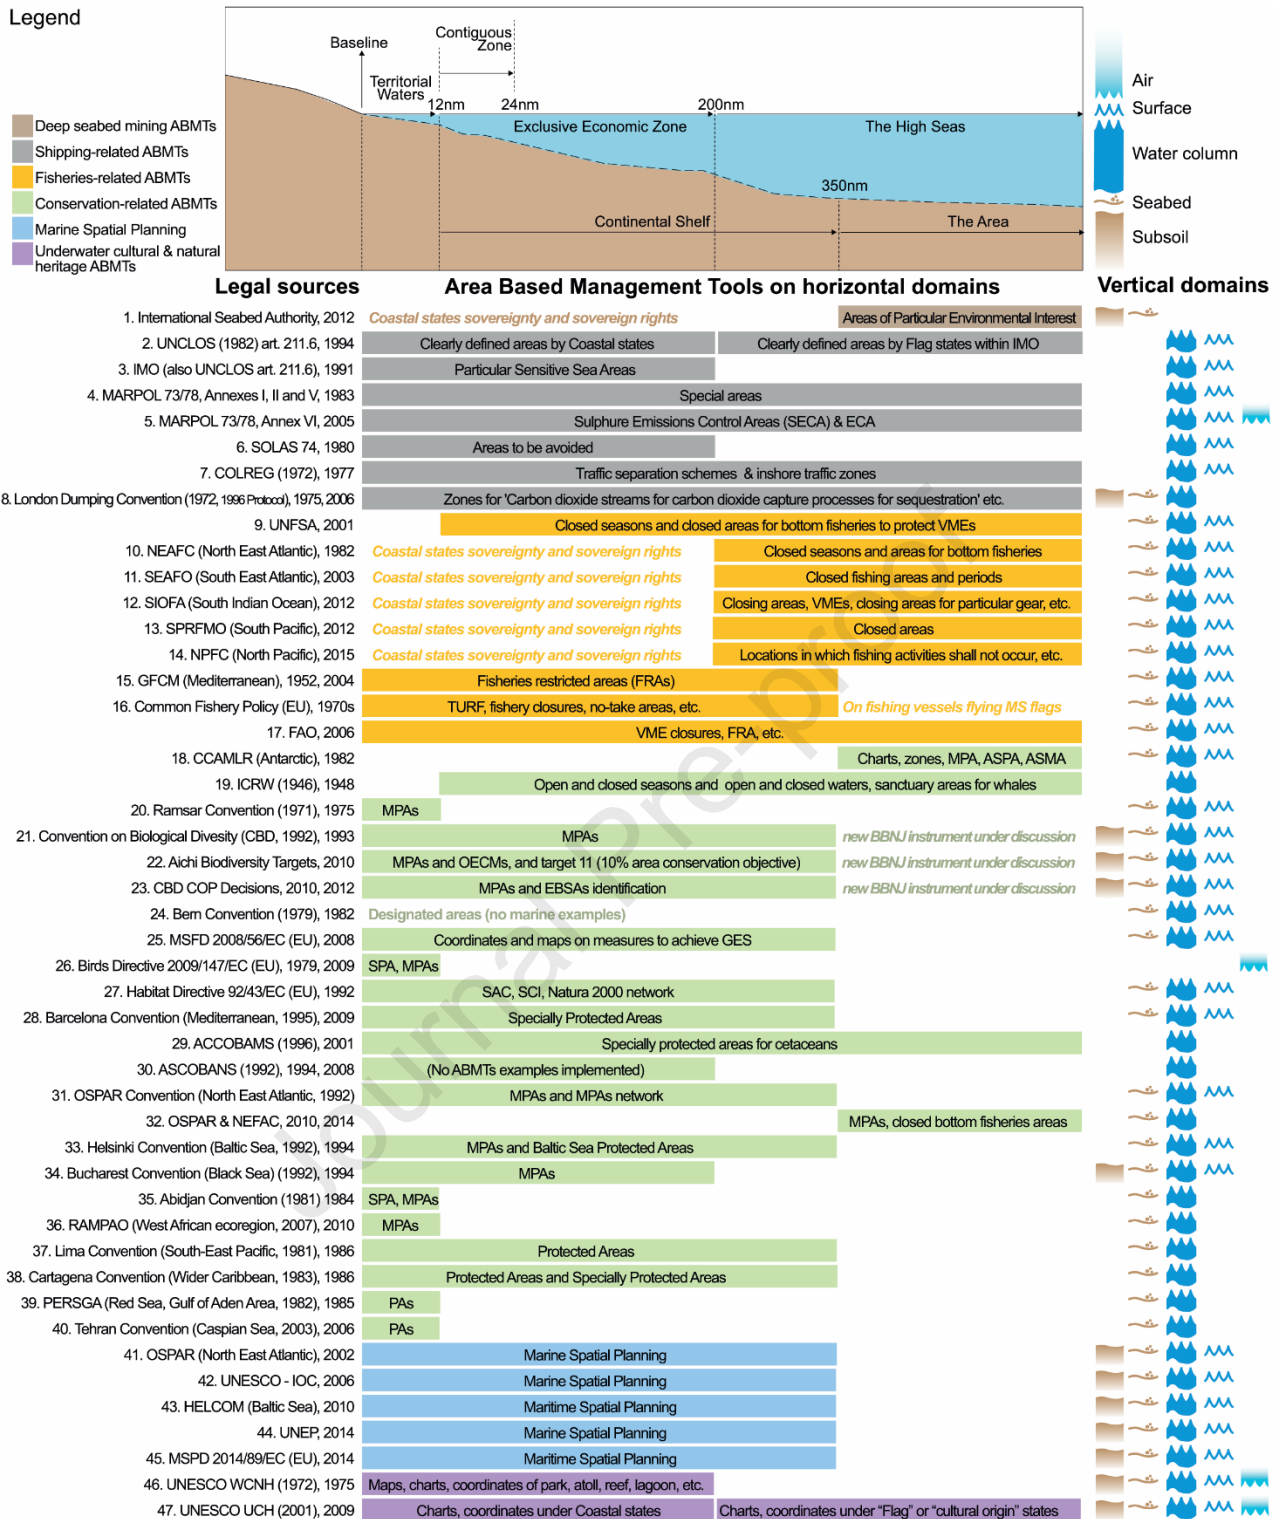 Legend
Baseline
Contiguous
Zone
Territorial
Waters
12nm
24nm
200nm
Exclusive Economic Zone
The High Seas
350nm
Continental Shelf
The Area
Deep seabed mining ABMTs
Shipping-related ABMTs
Fisheries-related ABMTs
Conservation-related ABMTs
Marine Spatial Planning
Underwater cultural & natural
heritage ABMTs
Air
Surface
Water column
Seabed
Subsoil
Legal sources Area Based Management Tools on horizontal domains Vertical domains
1. International Seabed Authority, 2012 Coastal states sovereignty and sovereign rights Areas of Particular Environmental Interest
2. UNCLOS (1982) art. 211.6, 1994 Clearly defined areas by Coastal states Clearly defined areas by Flag states within IMO
3. IMO (also UNCLOS art. 211.6), 1991 Particular Sensitive Sea Areas
4. MARPOL 73/78, Annexes I, II and V, 1983 Special areas
5. MARPOL 73/78, Annex VI, 2005 Sulphure Emissions Control Areas (SECA) & ECA
6. SOLAS 74, 1980 Areas to be avoided
7. COLREG (1972), 1977 Traffic separation schemes & inshore traffic zones
8. London Dumping Convention (1972, 1996 Protocol), 1975, 2006 Zones for 'Carbon dioxide streams for carbon dioxide capture processes for sequestration' etc.
9. UNFSA, 2001 Closed seasons and closed areas for bottom fisheries to protect VMEs
10. NEAFC (North East Atlantic), 1982 Coastal states sovereignty and sovereign rights Closed seasons and areas for bottom fisheries
11. SEAFO (South East Atlantic), 2003 Coastal states sovereignty and sovereign rights Closed fishing areas and periods
12. SIOFA (South Indian Ocean), 2012 Coastal states sovereignty and sovereign rights Closing areas, VMEs, closing areas for particular gear, etc.
13. SPRFMO (South Pacific), 2012 Coastal states sovereignty and sovereign rights Closed areas
14. NPFC (North Pacific), 2015 Coastal states sovereignty and sovereign rights Locations in which fishing activities shall not occur, etc.
15. GFCM (Mediterranean), 1952, 2004 Fisheries restricted areas (FRAs)
16. Common Fishery Policy (EU), 1970s TURF, fishery closures, no-take areas, etc. On fishing vessels flying MS flags
17. FAO, 2006 VME closures, FRA, etc.
18. CCAMLR (Antarctic), 1982 Charts, zones, MPA, ASPA, ASMA
19. ICRW (1946), 1948 Open and closed seasons and open and closed waters, sanctuary areas for whales
20. Ramsar Convention (1971), 1975 MPAs
21. Convention on Biological Divesity (CBD, 1992), 1993 MPAs new BBNJ instrument under discussion
22. Aichi Biodiversity Targets, 2010 MPAs and OECMs, and target 11 (10% area conservation objective) new BBNJ instrument under discussion
23. CBD COP Decisions, 2010, 2012 MPAs and EBSAs identification new BBNJ instrument under discussion
24. Bern Convention (1979), 1982 Designated areas (no marine examples)
25. MSFD 2008/56/EC (EU), 2008 Coordinates and maps on measures to achieve GES
26. Birds Directive 2009/147/EC (EU), 1979, 2009 SPA, MPAs
27. Habitat Directive 92/43/EC (EU), 1992 SAC, SCI, Natura 2000 network
28. Barcelona Convention (Mediterranean, 1995), 2009 Specially Protected Areas
29. ACCOBAMS (1996), 2001 Specially protected areas for cetaceans
30. ASCOBANS (1992), 1994, 2008 (No ABMTs examples implemented)
31. OSPAR Convention (North East Atlantic, 1992) MPAs and MPAs network
32. OSPAR & NEFAC, 2010, 2014 MPAs, closed bottom fisheries areas
33. Helsinki Convention (Baltic Sea, 1992), 1994 MPAs and Baltic Sea Protected Areas
34. Bucharest Convention (Black Sea) (1992), 1994 MPAs
35. Abidjan Convention (1981) 1984 SPA, MPAs
36. RAMPAO (West African ecoregion, 2007), 2010 MPAs
37. Lima Convention (South-East Pacific, 1981), 1986 Protected Areas
38. Cartagena Convention (Wider Caribbean, 1983), 1986 Protected Areas and Specially Protected Areas
39. PERSGA (Red Sea, Gulf of Aden Area, 1982), 1985 PAs
40. Tehran Convention (Caspian Sea, 2003), 2006 PAs
41. OSPAR (North East Atlantic), 2002 Marine Spatial Planning
42. UNESCO - IOC, 2006 Marine Spatial Planning
43. HELCOM (Baltic Sea), 2010 Maritime Spatial Planning
44. UNEP, 2014 Marine Spatial Planning
45. MSPD 2014/89/EC (EU), 2014 Maritime Spatial Planning
46. UNESCO WCNH (1972), 1975 Maps, charts, coordinates of park, atoll, reef, lagoon, etc.
47. UNESCO UCH (2001), 2009 Charts, coordinates under Coastal states Charts, coordinates under “Flag” or “cultural origin” states
Journal Pre-proof